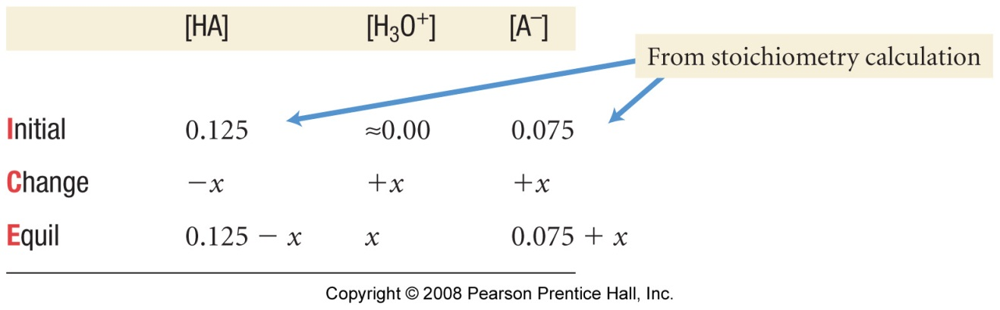 [HA] [H₃O⁺] [A⁻]
From stoichiometry calculation
Initial 0.125 ≈0.00 0.075
Change −x +x +x
Equil 0.125 − x x 0.075 + x
Copyright © 2008 Pearson Prentice Hall, Inc.